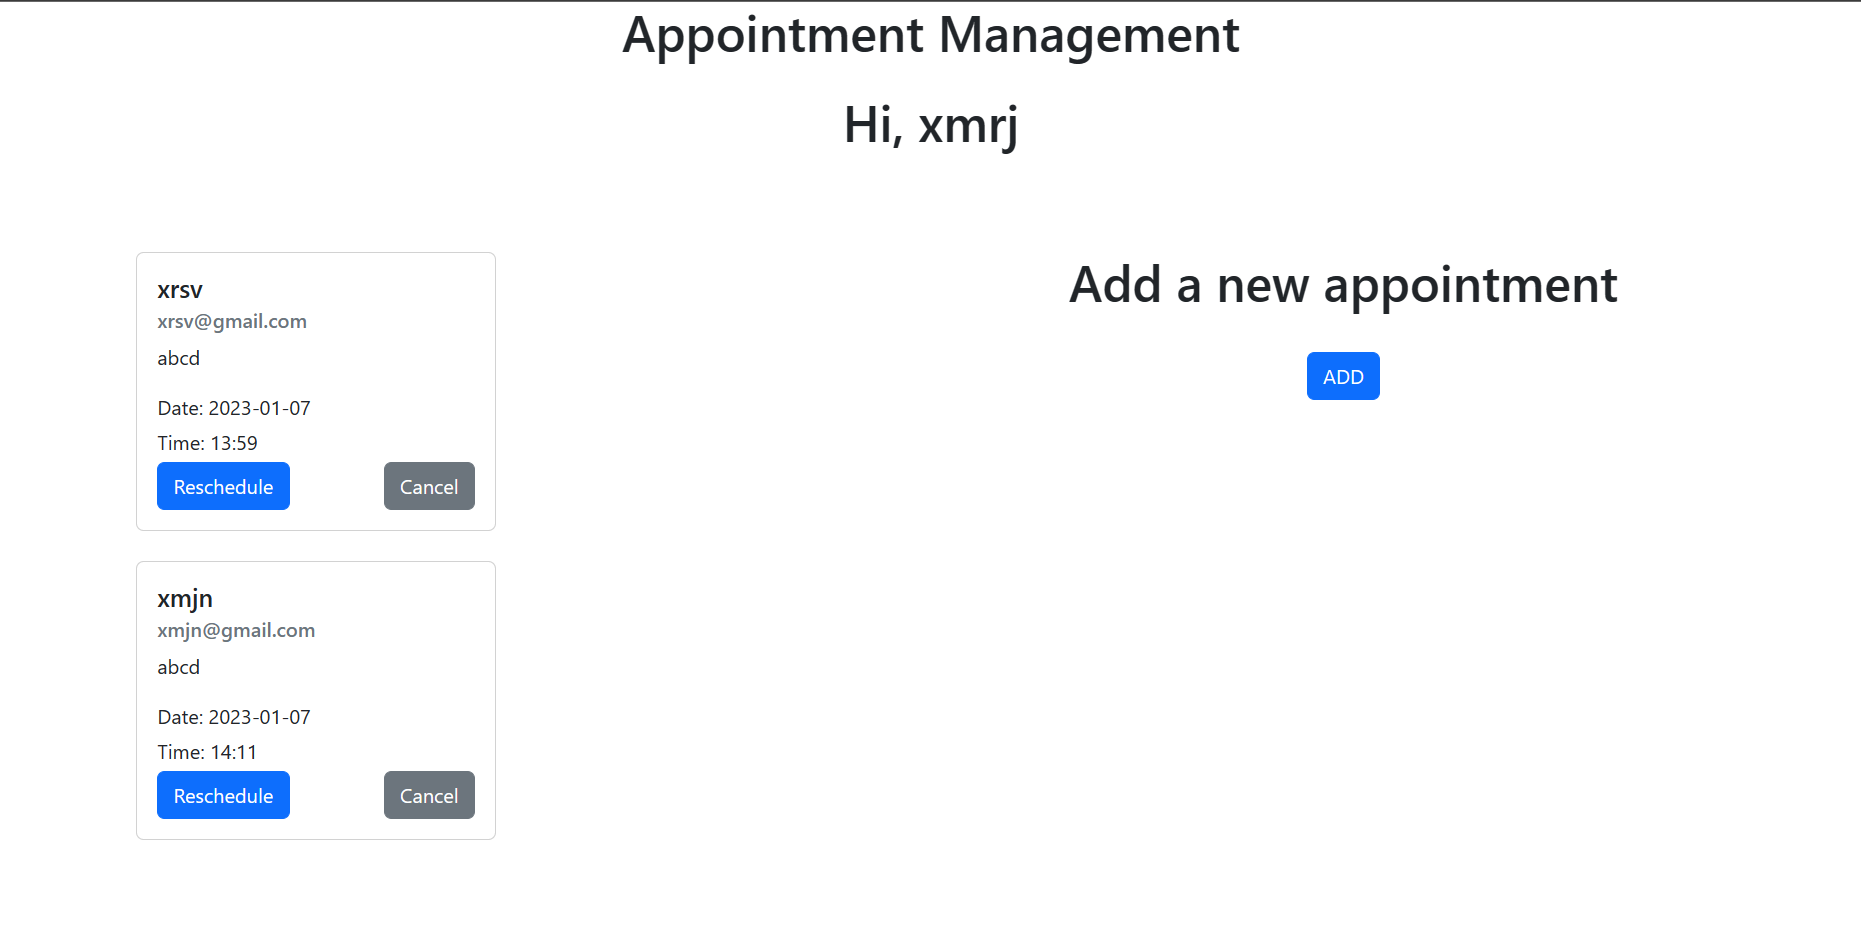 Appointment Management
Hi, xmrj
xrsv
xrsv@gmail.com
abcd
Date: 2023-01-07
Time: 13:59
Reschedule Cancel
xmjn
xmjn@gmail.com
abcd
Date: 2023-01-07
Time: 14:11
Reschedule Cancel
Add a new appointment
ADD